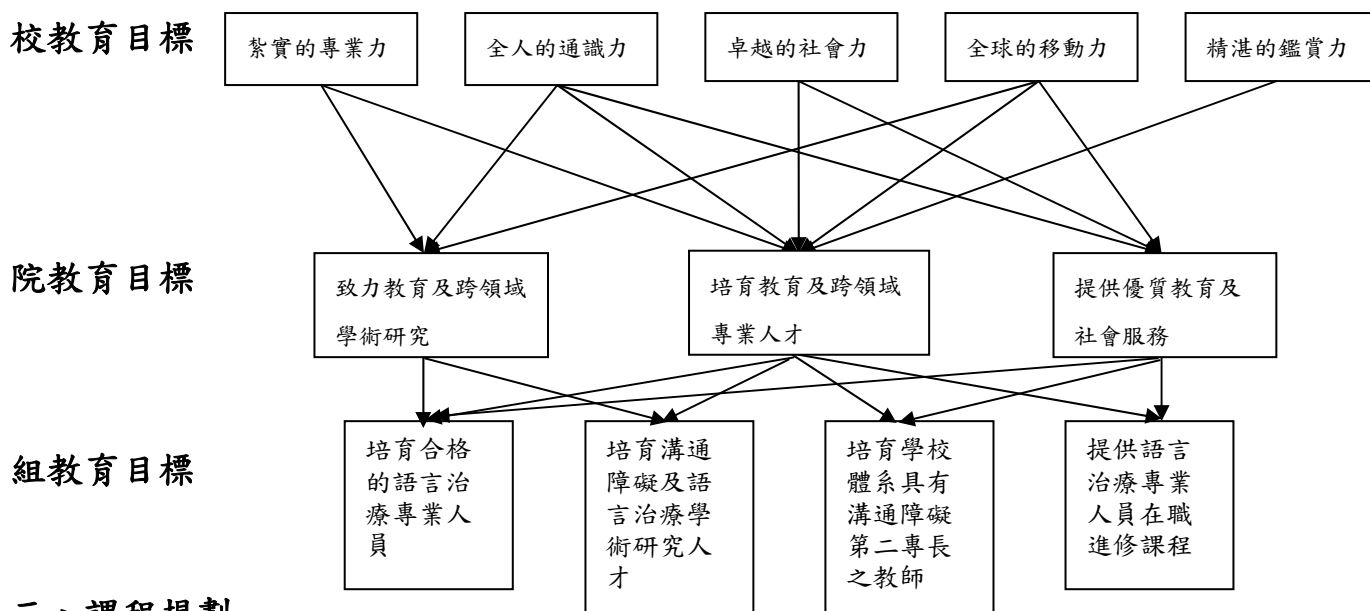 校教育目標
紮實的專業力
全人的通識力
卓越的社會力
全球的移動力
精湛的鑑賞力
院教育目標
致力教育及跨領域
學術研究
培育教育及跨領域
專業人才
提供優質教育及
社會服務
組教育目標
培育合格
的語言治
療專業人
員
培育溝通
障礙及語
言治療學
術研究人
才
培育學校
體系具有
溝通障礙
第二專長
之教師
提供語言
治療專業
人員在職
進修課程